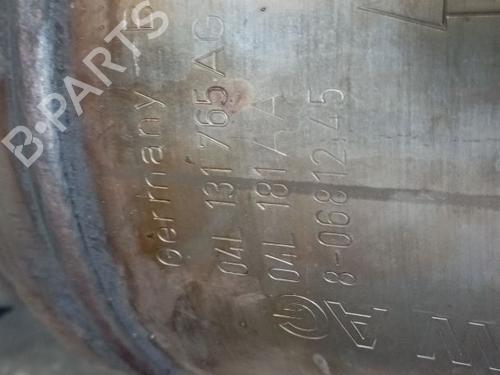 Germany
04L 131 765 AG
04L 181 AA
8-06812.45
B-PARTS